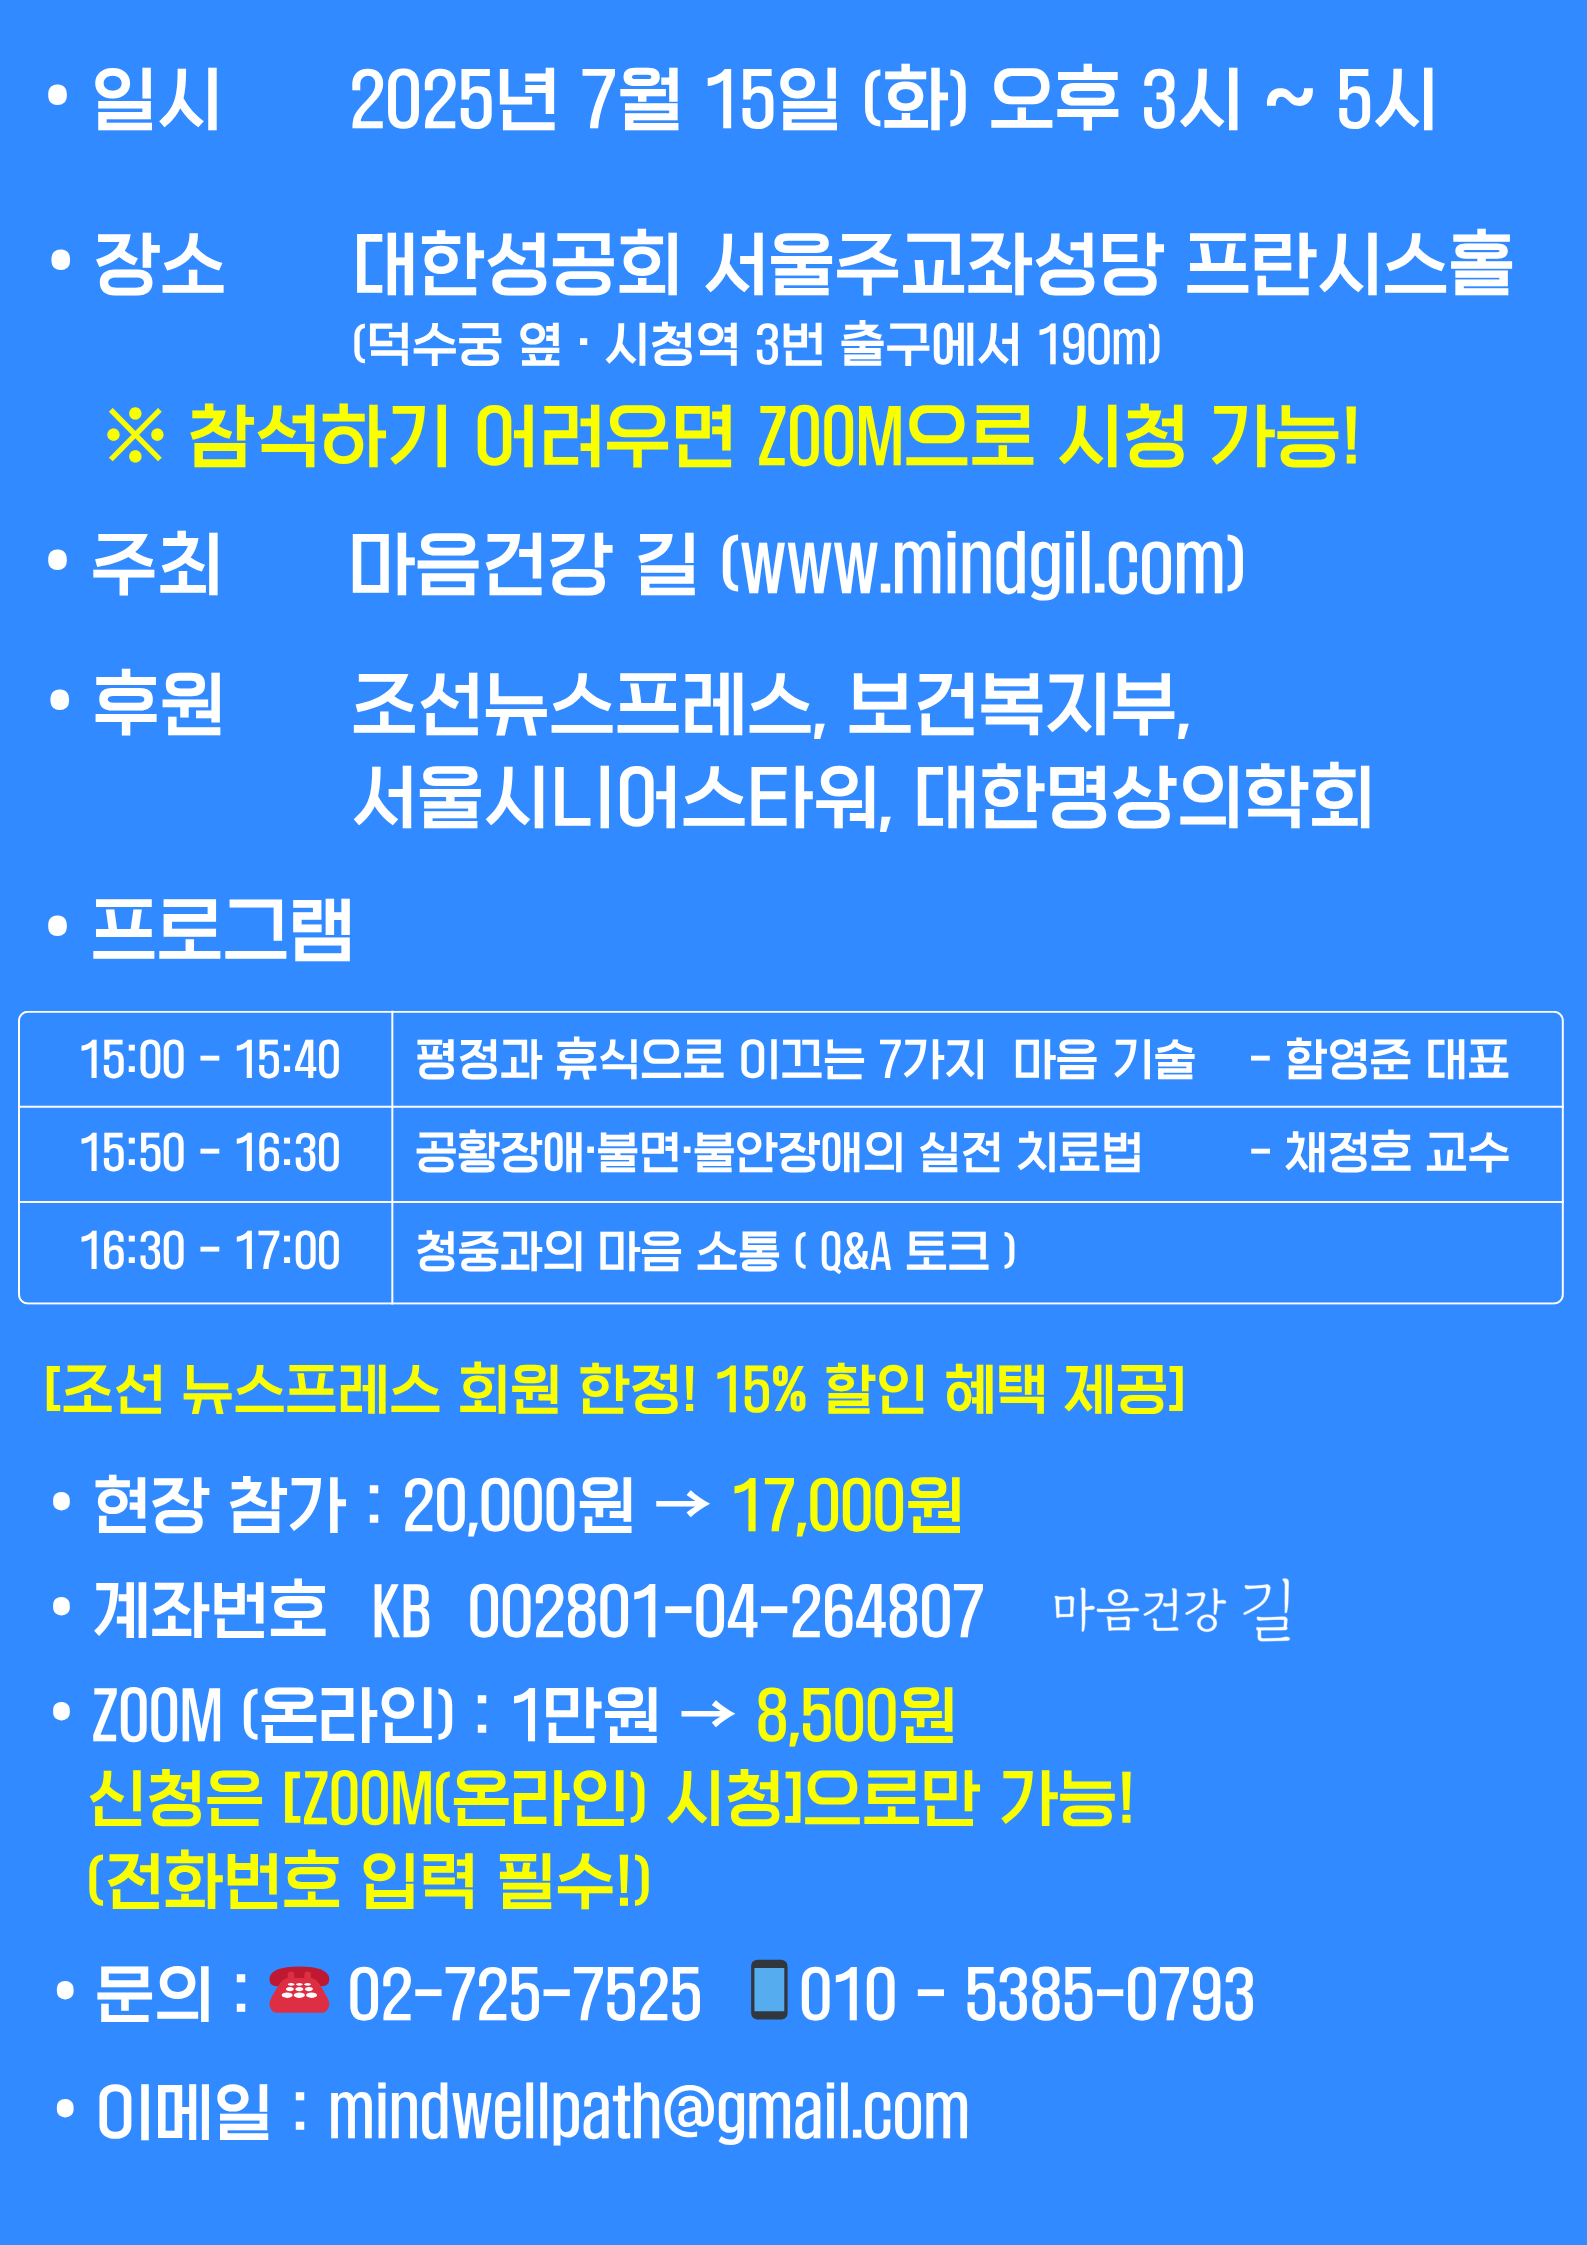 • 일시 2025년 7월 15일 (화) 오후 3시 ~ 5시
• 장소 대한성공회 서울주교좌성당 프란시스홀
(덕수궁 옆 · 시청역 3번 출구에서 190m)
※ 참석하기 어려우면 ZOOM으로 시청 가능!
• 주최 마음건강 길 (www.mindgil.com)
• 후원 조선뉴스프레스, 보건복지부,
서울시니어스타워, 대한명상의학회
• 프로그램
15:00 - 15:40 평정과 휴식으로 이끄는 7가지 마음 기술 - 함영준 대표
15:50 - 16:30 공황장애·불면·불안장애의 실전 치료법 - 채정호 교수
16:30 - 17:00 청중과의 마음 소통 ( Q&A 토크 )
[조선 뉴스프레스 회원 한정! 15% 할인 혜택 제공]
• 현장 참가 : 20,000원 → 17,000원
• 계좌번호 KB 002801-04-264807 마음건강 길
• ZOOM (온라인) : 1만원 → 8,500원
신청은 [ZOOM(온라인) 시청]으로만 가능!
(전화번호 입력 필수!)
• 문의 : ☎ 02-725-7525 📱010 - 5385-0793
• 이메일 : mindwellpath@gmail.com